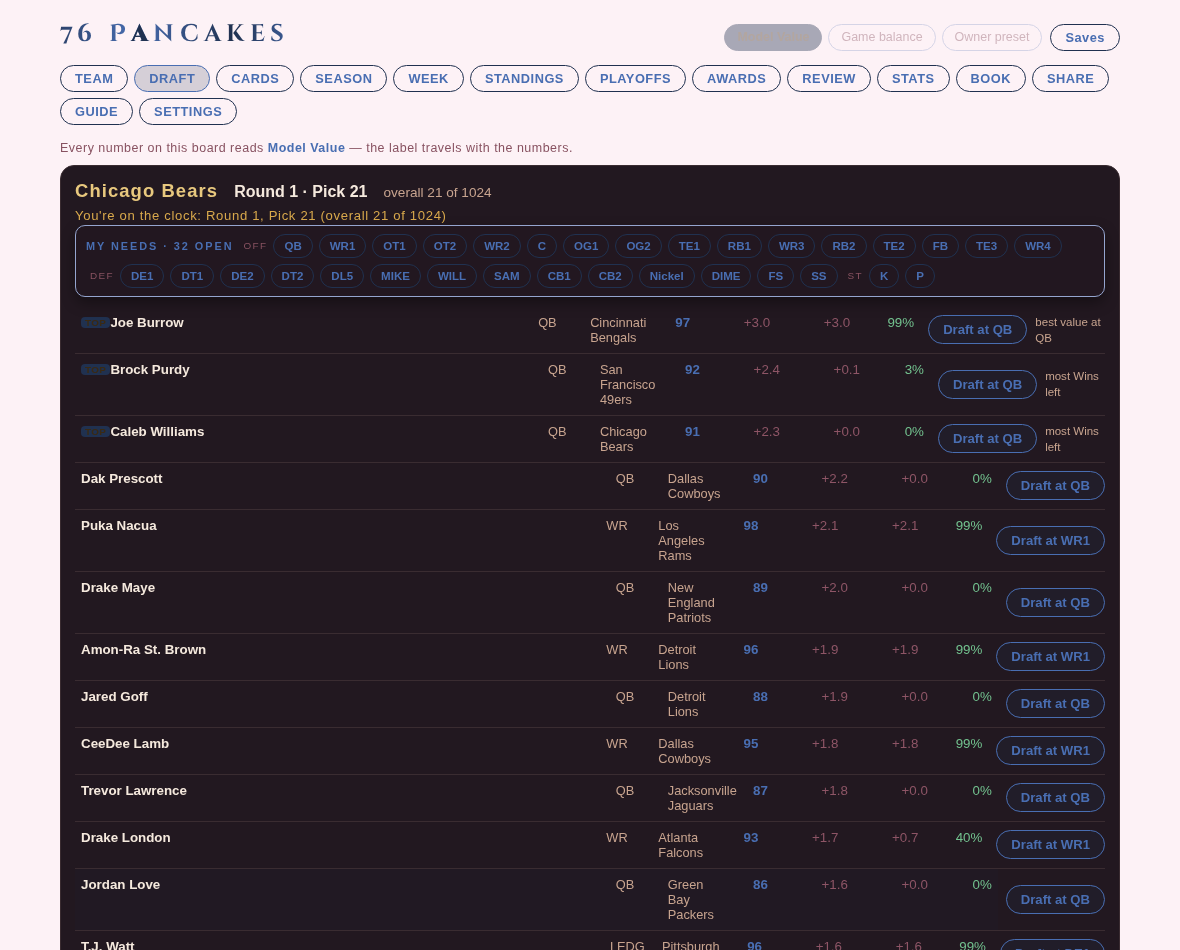 76 PANCAKES
Game balance Owner preset Saves
TEAM DRAFT CARDS SEASON WEEK STANDINGS PLAYOFFS AWARDS REVIEW STATS BOOK SHARE
GUIDE SETTINGS
Every number on this board reads Model Value — the label travels with the numbers.
Chicago Bears Round 1 · Pick 21 overall 21 of 1024
You're on the clock: Round 1, Pick 21 (overall 21 of 1024)
MY NEEDS · 32 OPEN OFF QB WR1 OT1 OT2 WR2 C OG1 OG2 TE1 RB1 WR3 RB2 TE2 FB TE3 WR4
DEF DE1 DT1 DE2 DT2 DL5 MIKE WILL SAM CB1 CB2 Nickel DIME FS SS ST K P
Joe Burrow QB Cincinnati Bengals 97 +3.0 +3.0 99% Draft at QB best value at QB
Brock Purdy QB San Francisco 49ers 92 +2.4 +0.1 3% Draft at QB most Wins left
Caleb Williams QB Chicago Bears 91 +2.3 +0.0 0% Draft at QB most Wins left
Dak Prescott QB Dallas Cowboys 90 +2.2 +0.0 0% Draft at QB
Puka Nacua WR Los Angeles Rams 98 +2.1 +2.1 99% Draft at WR1
Drake Maye QB New England Patriots 89 +2.0 +0.0 0% Draft at QB
Amon-Ra St. Brown WR Detroit Lions 96 +1.9 +1.9 99% Draft at WR1
Jared Goff QB Detroit Lions 88 +1.9 +0.0 0% Draft at QB
CeeDee Lamb WR Dallas Cowboys 95 +1.8 +1.8 99% Draft at WR1
Trevor Lawrence QB Jacksonville Jaguars 87 +1.8 +0.0 0% Draft at QB
Drake London WR Atlanta Falcons 93 +1.7 +0.7 40% Draft at WR1
Jordan Love QB Green Bay Packers 86 +1.6 +0.0 0% Draft at QB
T.J. Watt LEDG Pittsburgh 96 +1.6 +1.6 99%